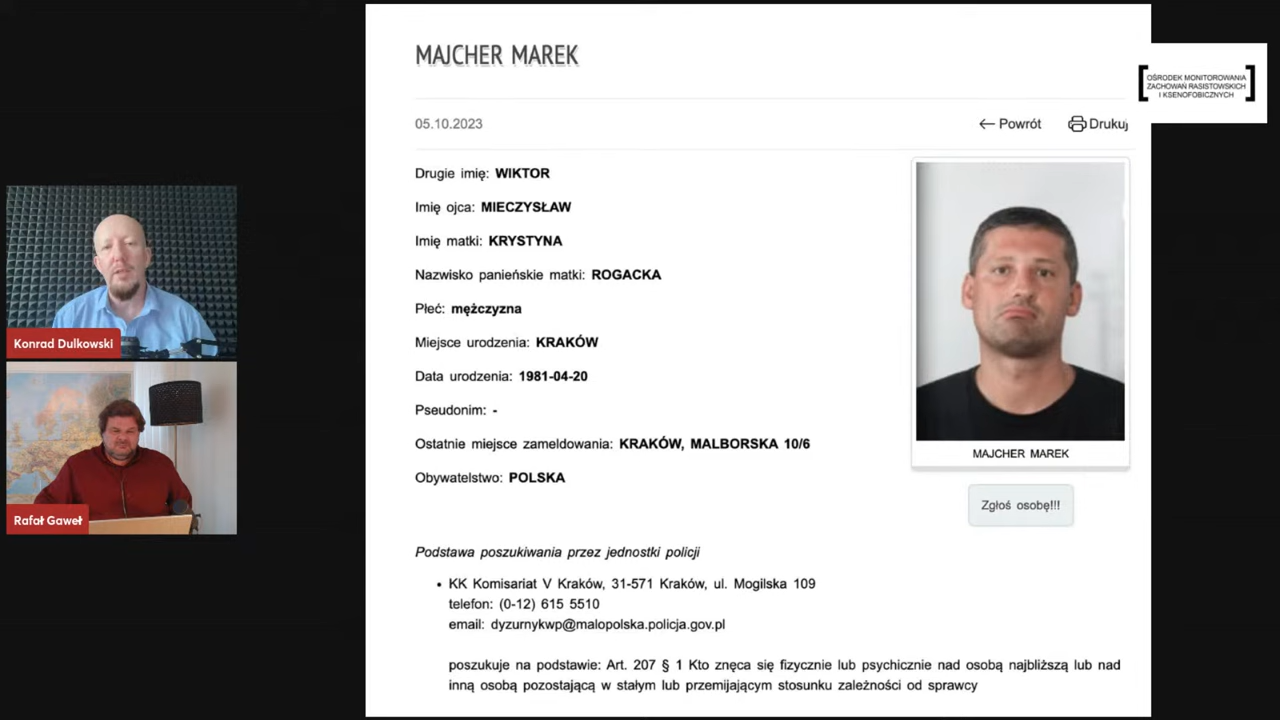 MAJCHER MAREK
OŚRODEK MONITOROWANIA
ZACHOWAŃ RASISTOWSKICH
I KSENOFOBICZNYCH
05.10.2023
Powrót
Drukuj
Drugie imię: WIKTOR
Imię ojca: MIECZYSŁAW
Imię matki: KRYSTYNA
Nazwisko panieńskie matki: ROGACKA
Płeć: mężczyzna
Miejsce urodzenia: KRAKÓW
Data urodzenia: 1981-04-20
Pseudonim: -
Ostatnie miejsce zameldowania: KRAKÓW, MALBORSKA 10/6
Obywatelstwo: POLSKA
MAJCHER MAREK
Zgłoś osobę!!!
Konrad Dulkowski
Rafał Gaweł
Podstawa poszukiwania przez jednostki policji
• KK Komisariat V Kraków, 31-571 Kraków, ul. Mogilska 109
telefon: (0-12) 615 5510
email: dyzurnykwp@malopolska.policja.gov.pl
poszukuje na podstawie: Art. 207 § 1 Kto znęca się fizycznie lub psychicznie nad osobą najbliższą lub nad
inną osobą pozostającą w stałym lub przemijającym stosunku zależności od sprawcy